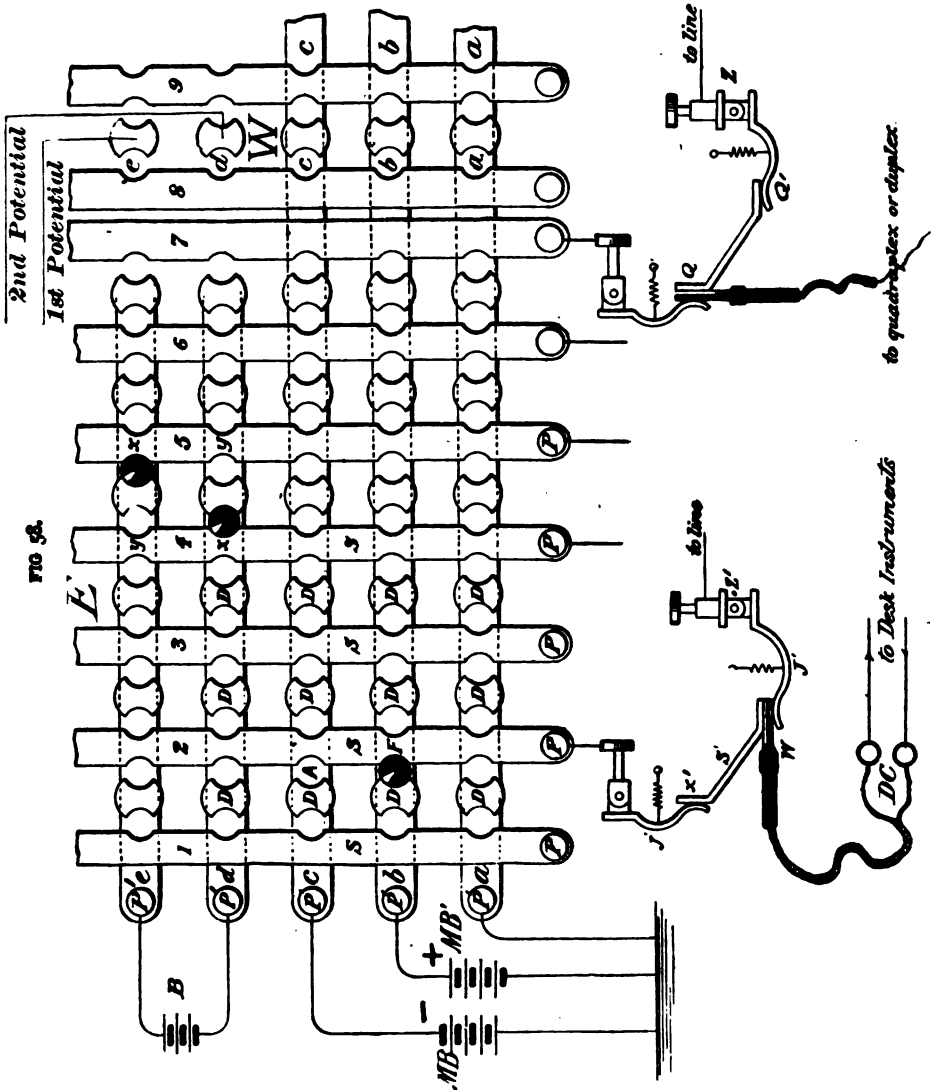 FIG 58.
2nd Potential
1st Potential
E
W
e
d
c
b
a
c
b
a
1
2
3
4
5
6
7
8
9
y
x
x
y
3
S
S
S
D
D
D
D
D
D
D
D
D
D
D
D
A
F
P
P
P
P
P
P'e
P'd
P'c
P'b
P'a
B
MB
MB'
−
+
J
x'
S'
J'
Z'
W
to line
DC
to Desk Instruments
Q
Q'
Z
to line
to quadruplex or duplex.